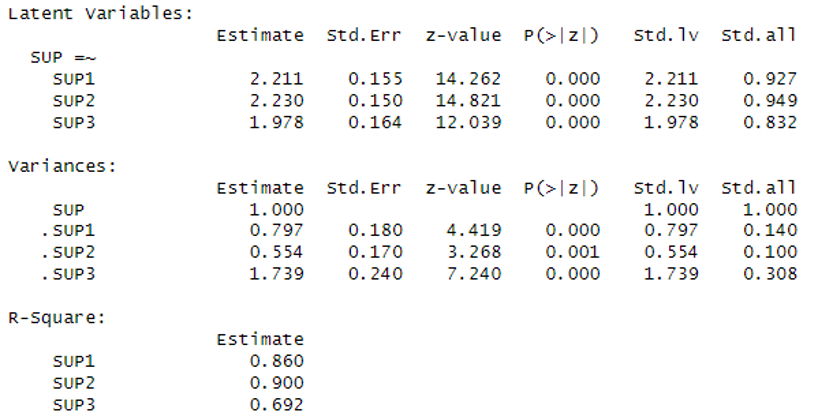 Latent Variables:
Estimate Std.Err z-value P(>|z|) Std.lv Std.all
SUP =~
SUP1 2.211 0.155 14.262 0.000 2.211 0.927
SUP2 2.230 0.150 14.821 0.000 2.230 0.949
SUP3 1.978 0.164 12.039 0.000 1.978 0.832
Variances:
Estimate Std.Err z-value P(>|z|) Std.lv Std.all
SUP 1.000 1.000 1.000
.SUP1 0.797 0.180 4.419 0.000 0.797 0.140
.SUP2 0.554 0.170 3.268 0.001 0.554 0.100
.SUP3 1.739 0.240 7.240 0.000 1.739 0.308
R-Square:
Estimate
SUP1 0.860
SUP2 0.900
SUP3 0.692